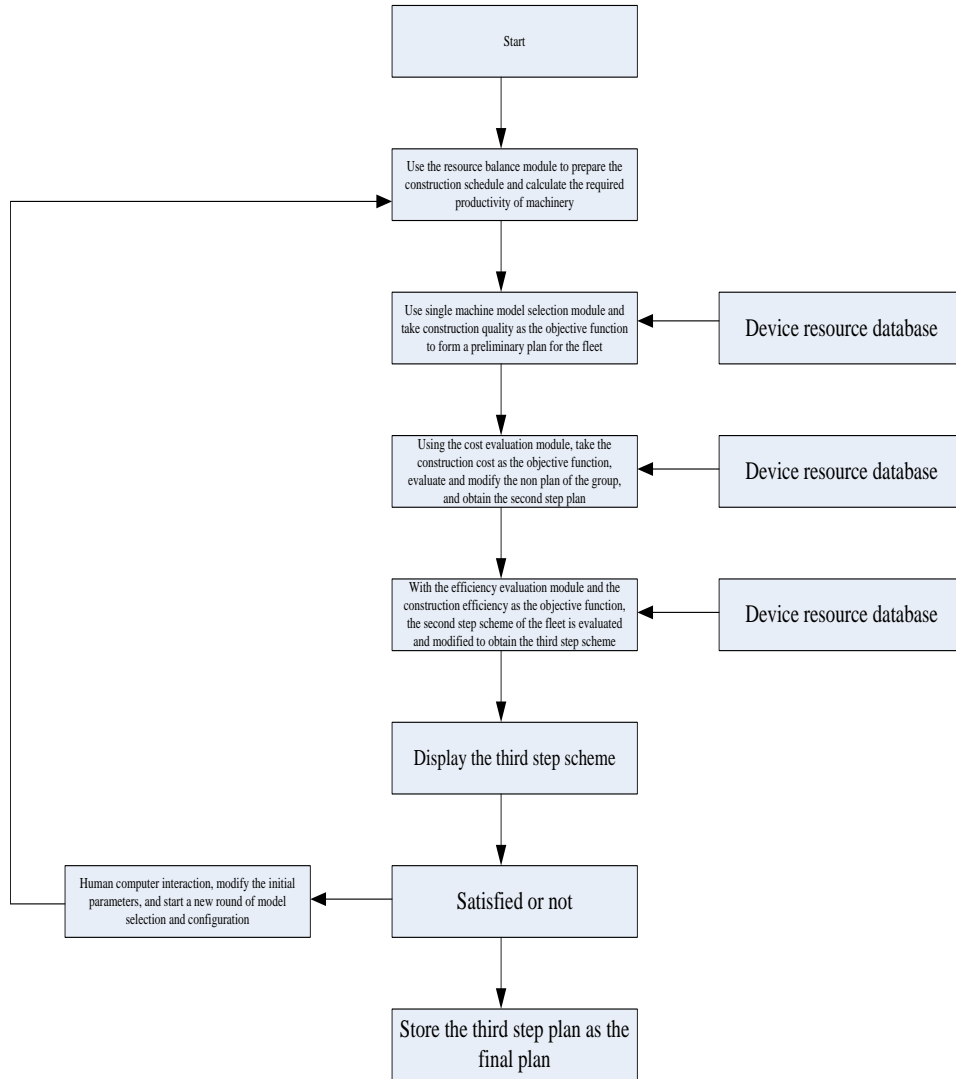 Start
Use the resource balance module to prepare the
construction schedule and calculate the required
productivity of machinery
Use single machine model selection module and
take construction quality as the objective function
to form a preliminary plan for the fleet
Device resource database
Using the cost evaluation module, take the
construction cost as the objective function,
evaluate and modify the non plan of the group,
and obtain the second step plan
Device resource database
With the efficiency evaluation module and the
construction efficiency as the objective function,
the second step scheme of the fleet is evaluated
and modified to obtain the third step scheme
Device resource database
Display the third step scheme
Human computer interaction, modify the initial
parameters, and start a new round of model
selection and configuration
Satisfied or not
Store the third step plan as the
final plan